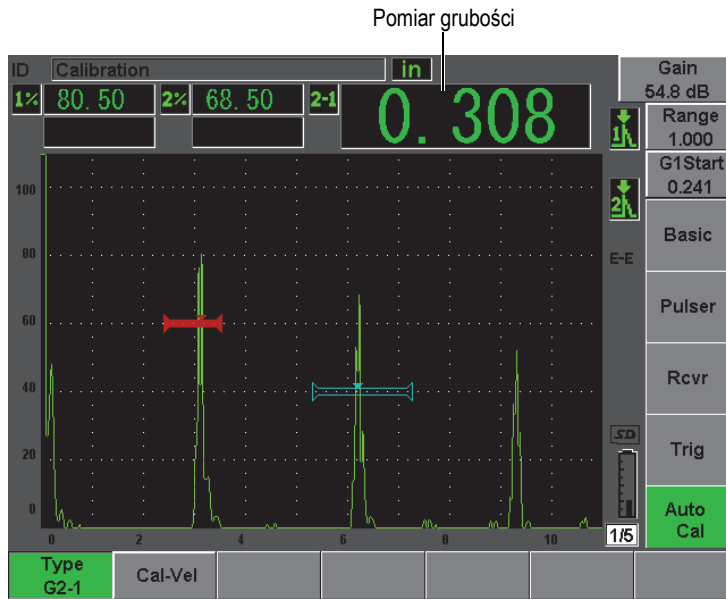 Pomiar grubości
ID Calibration in
Gain
54.8 dB
1% 80.50 2% 68.50 2-1 0.308
Range
1.000
1
G1Start
0.241
2
100
80
60
40
20
0
0 2 4 6 8 10
E-E
Basic
Pulser
Rcvr
Trig
SD
Auto
Cal
1/5
Type
G2-1
Cal-Vel